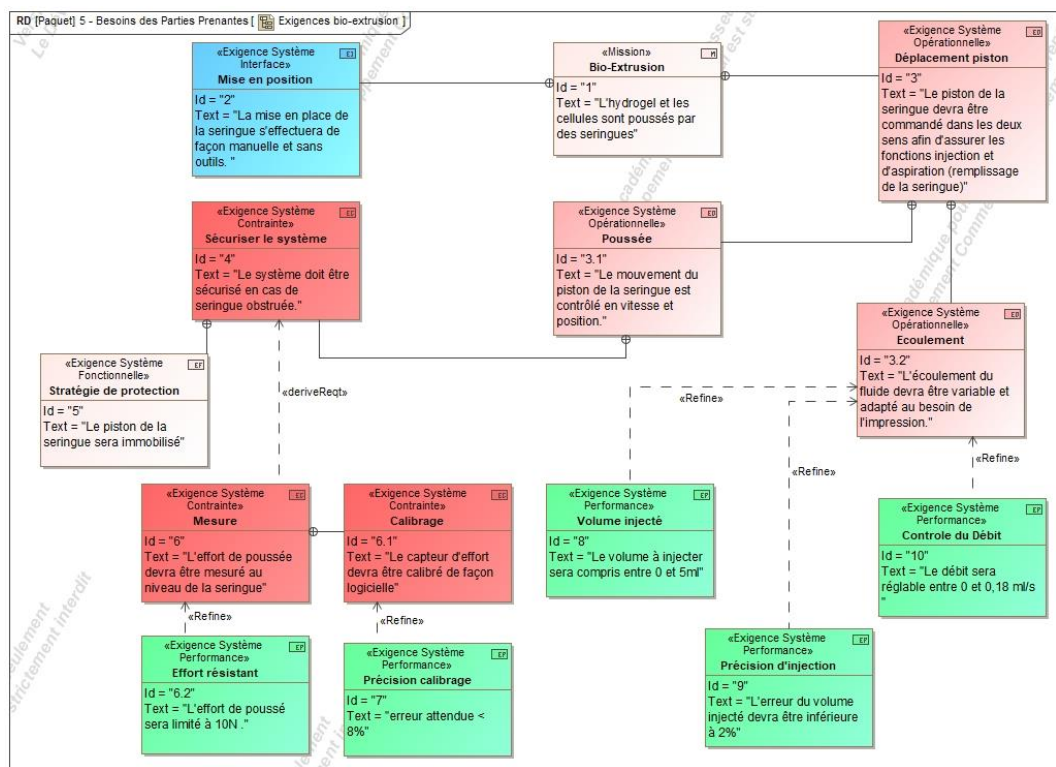 RD [Paquet] 5 - Besoins des Parties Prenantes [ Exigences bio-extrusion ]
«Exigence Système
Interface»
Mise en position
EI
Id = "2"
Text = "La mise en place de
la seringue s'effectuera de
façon manuelle et sans
outils. "
«Mission»
Bio-Extrusion
M
Id = "1"
Text = "L'hydrogel et les
cellules sont poussés par
des seringues"
«Exigence Système
Opérationnelle»
Déplacement piston
EO
Id = "3"
Text = "Le piston de la
seringue devra être
commandé dans les deux
sens afin d'assurer les
fonctions injection et
d'aspiration (remplissage
de la seringue)"
«Exigence Système
Contrainte»
Sécuriser le système
Id = "4"
Text = "Le système doit être
sécurisé en cas de
seringue obstruée."
«Exigence Système
Opérationnelle»
Poussée
EO
Id = "3.1"
Text = "Le mouvement du
piston de la seringue est
contrôlé en vitesse et
position."
«Exigence Système
Opérationnelle»
Ecoulement
EO
Id = "3.2"
Text = "L'écoulement du
fluide devra être variable et
adapté au besoin de
l'impression."
«Exigence Système
Fonctionnelle»
Stratégie de protection
EF
Id = "5"
Text = "Le piston de la
seringue sera immobilisé"
«deriveReqt»
«Refine»
«Refine»
«Refine»
«Exigence Système
Contrainte»
Mesure
Id = "6"
Text = "L'effort de poussée
devra être mesuré au
niveau de la seringue"
«Exigence Système
Contrainte»
Calibrage
Id = "6.1"
Text = "Le capteur d'effort
devra être calibré de façon
logicielle"
«Exigence Système
Performance»
Volume injecté
EP
Id = "8"
Text = "Le volume à injecter
sera compris entre 0 et 5ml"
«Exigence Système
Performance»
Controle du Débit
EP
Id = "10"
Text = "Le débit sera
réglable entre 0 et 0,18 ml/s
"
«Refine»
«Refine»
«Exigence Système
Performance»
Effort résistant
EP
Id = "6.2"
Text = "L'effort de poussé
sera limité à 10N ."
«Exigence Système
Performance»
Précision calibrage
EP
Id = "7"
Text = "erreur attendue <
8%"
«Exigence Système
Performance»
Précision d'injection
EP
Id = "9"
Text = "L'erreur du volume
injecté devra être inférieure
à 2%"
strictement interdit